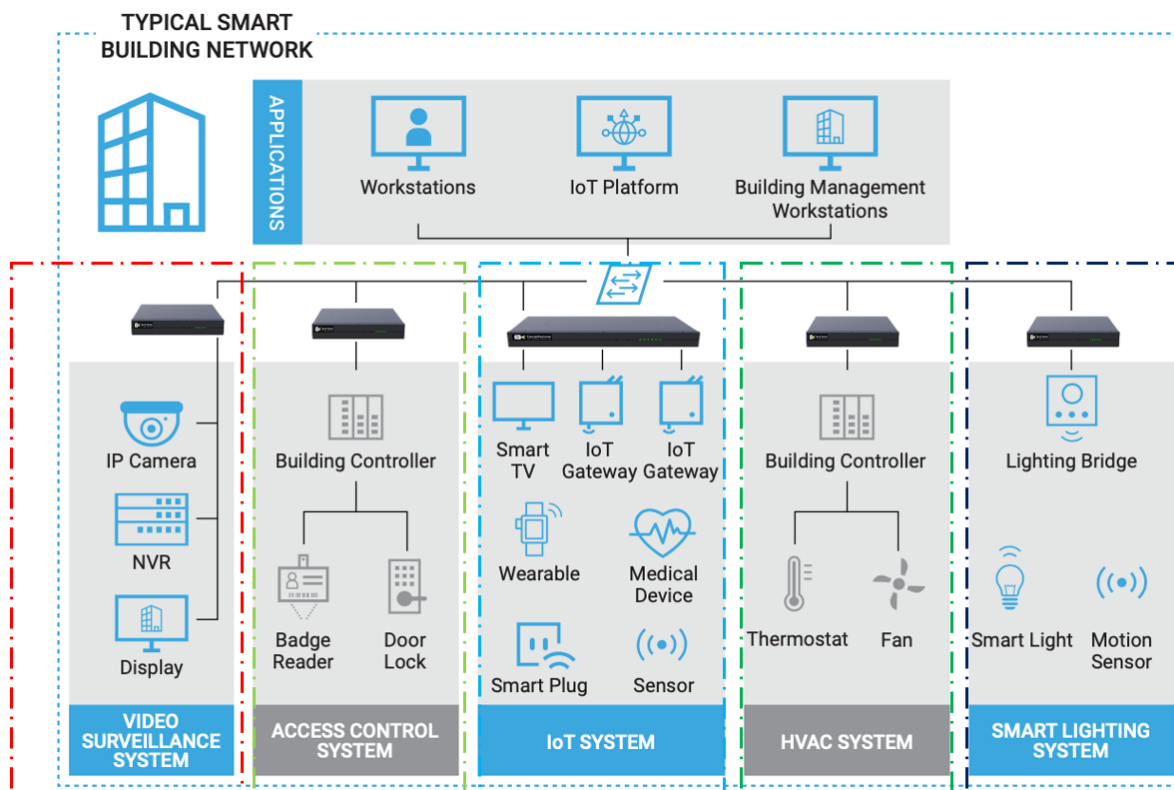 TYPICAL SMART
BUILDING NETWORK
APPLICATIONS
Workstations
IoT Platform
Building Management
Workstations
IP Camera
NVR
Display
VIDEO
SURVEILLANCE
SYSTEM
Building Controller
Badge
Reader
Door
Lock
ACCESS CONTROL
SYSTEM
Smart
TV
IoT
Gateway
IoT
Gateway
Wearable
Medical
Device
Smart Plug
Sensor
IoT SYSTEM
Building Controller
Thermostat
Fan
HVAC SYSTEM
Lighting Bridge
Smart Light
Motion
Sensor
SMART LIGHTING
SYSTEM